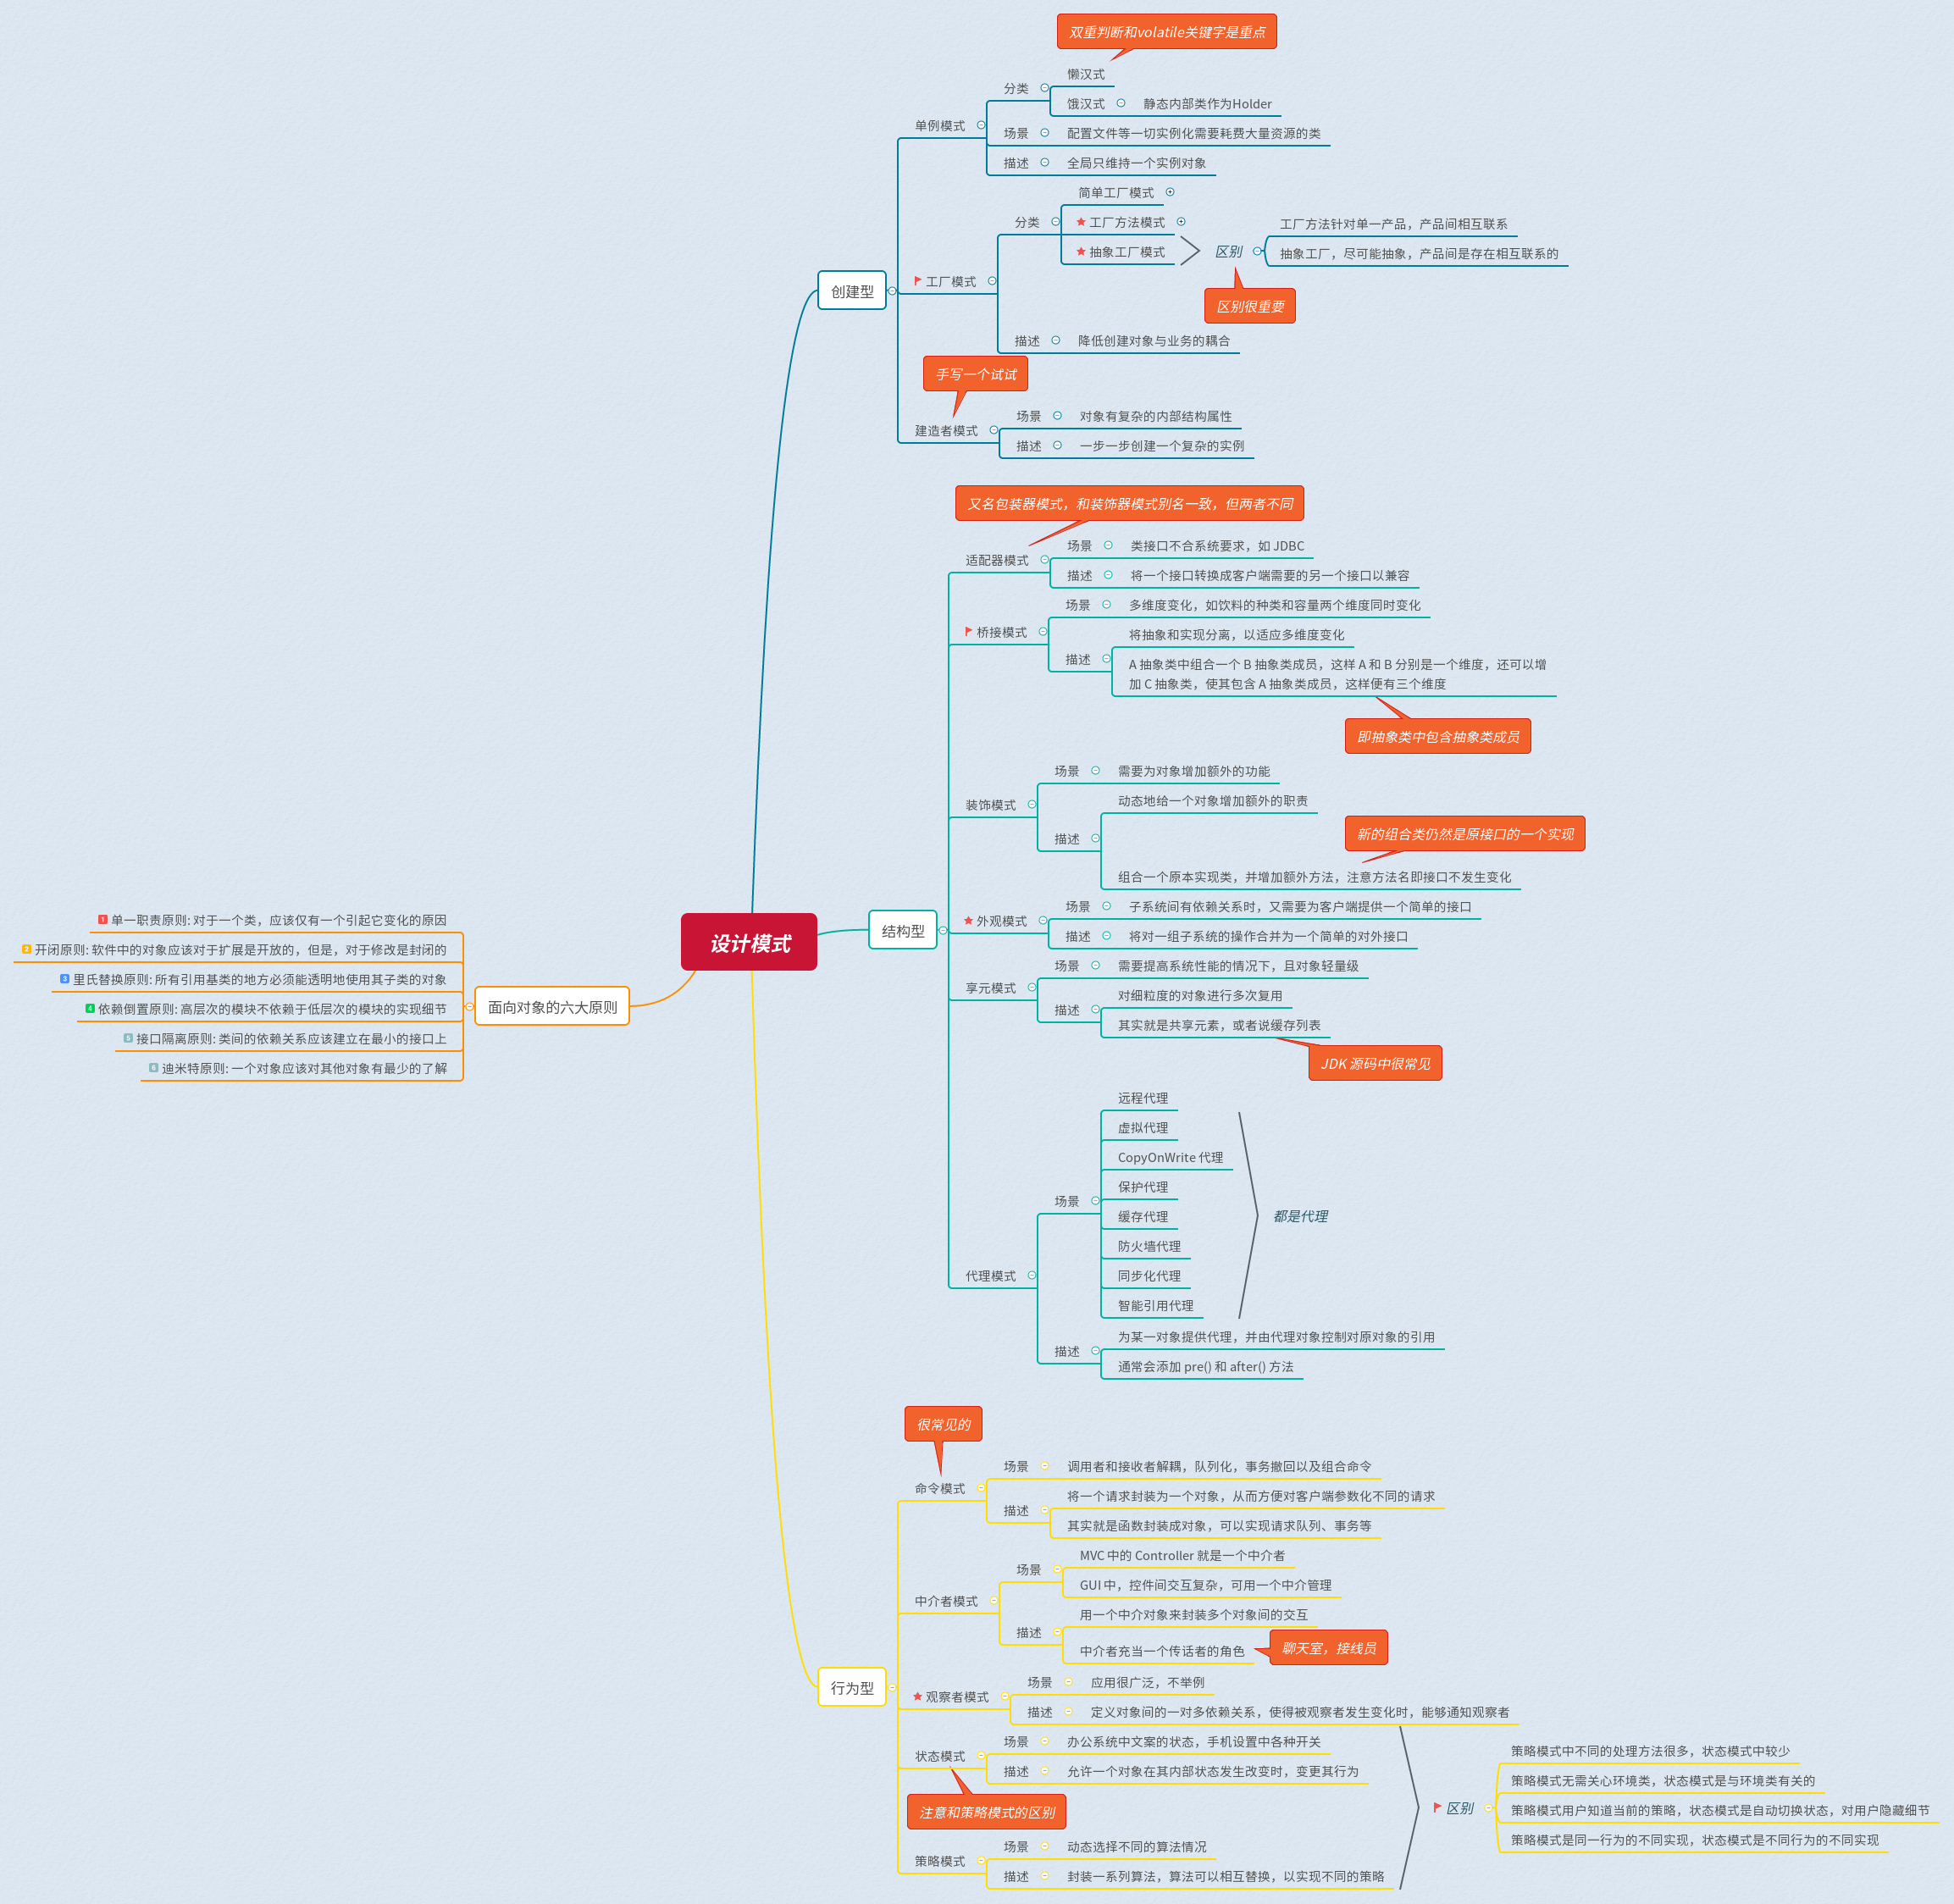 设计模式
创建型
双重判断和volatile关键字是重点
单例模式
分类
懒汉式
饿汉式
静态内部类作为Holder
场景
配置文件等一切实例化需要耗费大量资源的类
描述
全局只维持一个实例对象
工厂模式
分类
简单工厂模式
工厂方法模式
抽象工厂模式
区别
工厂方法针对单一产品，产品间相互联系
抽象工厂，尽可能抽象，产品间是存在相互联系的
区别很重要
描述
降低创建对象与业务的耦合
手写一个试试
建造者模式
场景
对象有复杂的内部结构属性
描述
一步一步创建一个复杂的实例
结构型
又名包装器模式，和装饰器模式别名一致，但两者不同
适配器模式
场景
类接口不合系统要求，如 JDBC
描述
将一个接口转换成客户端需要的另一个接口以兼容
桥接模式
场景
多维度变化，如饮料的种类和容量两个维度同时变化
描述
将抽象和实现分离，以适应多维度变化
A 抽象类中组合一个 B 抽象类成员，这样 A 和 B 分别是一个维度，还可以增
加 C 抽象类，使其包含 A 抽象类成员，这样便有三个维度
即抽象类中包含抽象类成员
装饰模式
场景
需要为对象增加额外的功能
描述
动态地给一个对象增加额外的职责
新的组合类仍然是原接口的一个实现
组合一个原本实现类，并增加额外方法，注意方法名即接口不发生变化
外观模式
场景
子系统间有依赖关系时，又需要为客户端提供一个简单的接口
描述
将对一组子系统的操作合并为一个简单的对外接口
享元模式
场景
需要提高系统性能的情况下，且对象轻量级
描述
对细粒度的对象进行多次复用
其实就是共享元素，或者说缓存列表
JDK 源码中很常见
代理模式
场景
远程代理
虚拟代理
CopyOnWrite 代理
保护代理
缓存代理
防火墙代理
同步化代理
智能引用代理
都是代理
描述
为某一对象提供代理，并由代理对象控制对原对象的引用
通常会添加 pre() 和 after() 方法
行为型
很常见的
命令模式
场景
调用者和接收者解耦，队列化，事务撤回以及组合命令
描述
将一个请求封装为一个对象，从而方便对客户端参数化不同的请求
其实就是函数封装成对象，可以实现请求队列、事务等
中介者模式
场景
MVC 中的 Controller 就是一个中介者
GUI 中，控件间交互复杂，可用一个中介管理
描述
用一个中介对象来封装多个对象间的交互
中介者充当一个传话者的角色
聊天室，接线员
观察者模式
场景
应用很广泛，不举例
描述
定义对象间的一对多依赖关系，使得被观察者发生变化时，能够通知观察者
状态模式
场景
办公系统中文案的状态，手机设置中各种开关
描述
允许一个对象在其内部状态发生改变时，变更其行为
注意和策略模式的区别
策略模式
场景
动态选择不同的算法情况
描述
封装一系列算法，算法可以相互替换，以实现不同的策略
区别
策略模式中不同的处理方法很多，状态模式中较少
策略模式无需关心环境类，状态模式是与环境类有关的
策略模式用户知道当前的策略，状态模式是自动切换状态，对用户隐藏细节
策略模式是同一行为的不同实现，状态模式是不同行为的不同实现
面向对象的六大原则
1 单一职责原则: 对于一个类，应该仅有一个引起它变化的原因
2 开闭原则: 软件中的对象应该对于扩展是开放的，但是，对于修改是封闭的
3 里氏替换原则: 所有引用基类的地方必须能透明地使用其子类的对象
4 依赖倒置原则: 高层次的模块不依赖于低层次的模块的实现细节
5 接口隔离原则: 类间的依赖关系应该建立在最小的接口上
6 迪米特原则: 一个对象应该对其他对象有最少的了解